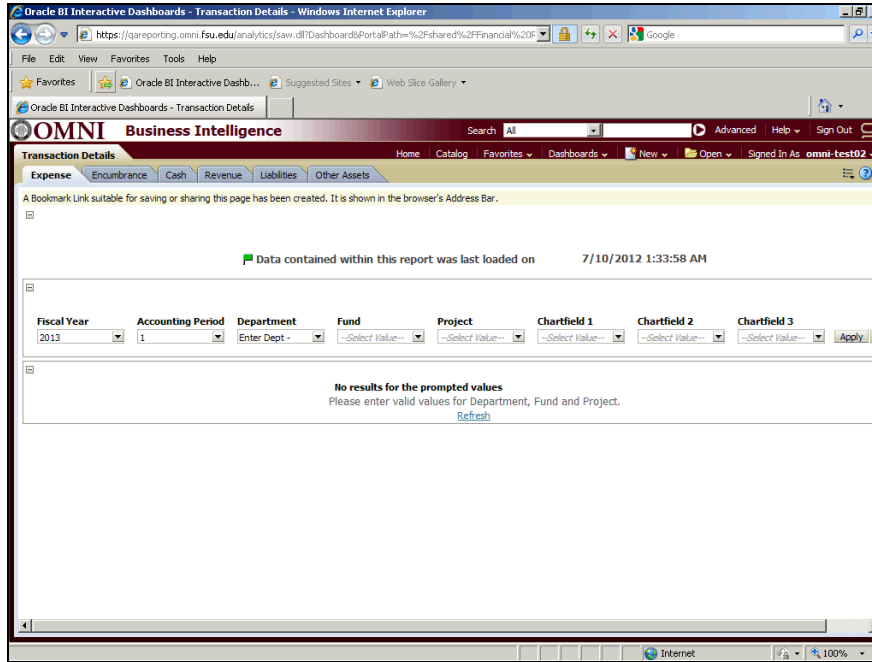 Oracle BI Interactive Dashboards - Transaction Details - Windows Internet Explorer
https://qareporting.omni.fsu.edu/analytics/saw.dll?Dashboard&PortalPath=%2Fshared%2FFinancial%20R
Google
File Edit View Favorites Tools Help
Favorites Oracle BI Interactive Dashb... Suggested Sites Web Slice Gallery
Oracle BI Interactive Dashboards - Transaction Details
OMNI Business Intelligence Search All Advanced Help Sign Out
Transaction Details Home Catalog Favorites Dashboards New Open Signed In As omni-test02
Expense Encumbrance Cash Revenue Liabilities Other Assets
A Bookmark Link suitable for saving or sharing this page has been created. It is shown in the browser's Address Bar.
Data contained within this report was last loaded on 7/10/2012 1:33:58 AM
Fiscal Year Accounting Period Department Fund Project Chartfield 1 Chartfield 2 Chartfield 3
2013 1 Enter Dept - --Select Value-- --Select Value-- --Select Value-- --Select Value-- --Select Value-- Apply
No results for the prompted values
Please enter valid values for Department, Fund and Project.
Refresh
Internet 100%